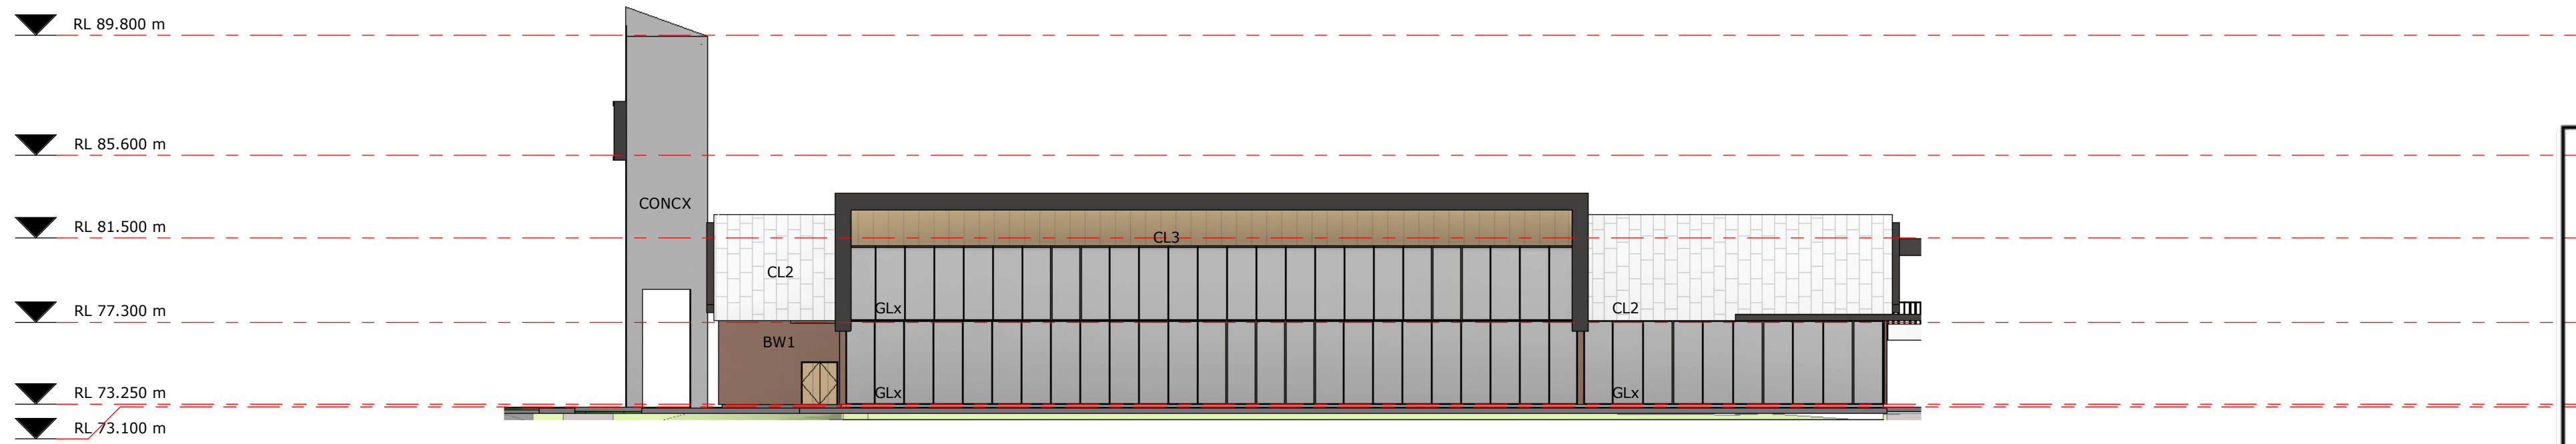 RL 89.800 m
RL 85.600 m
CONCX
RL 81.500 m
CL3
CL2
RL 77.300 m
GLx
CL2
BW1
RL 73.250 m
GLx
GLx
RL 73.100 m